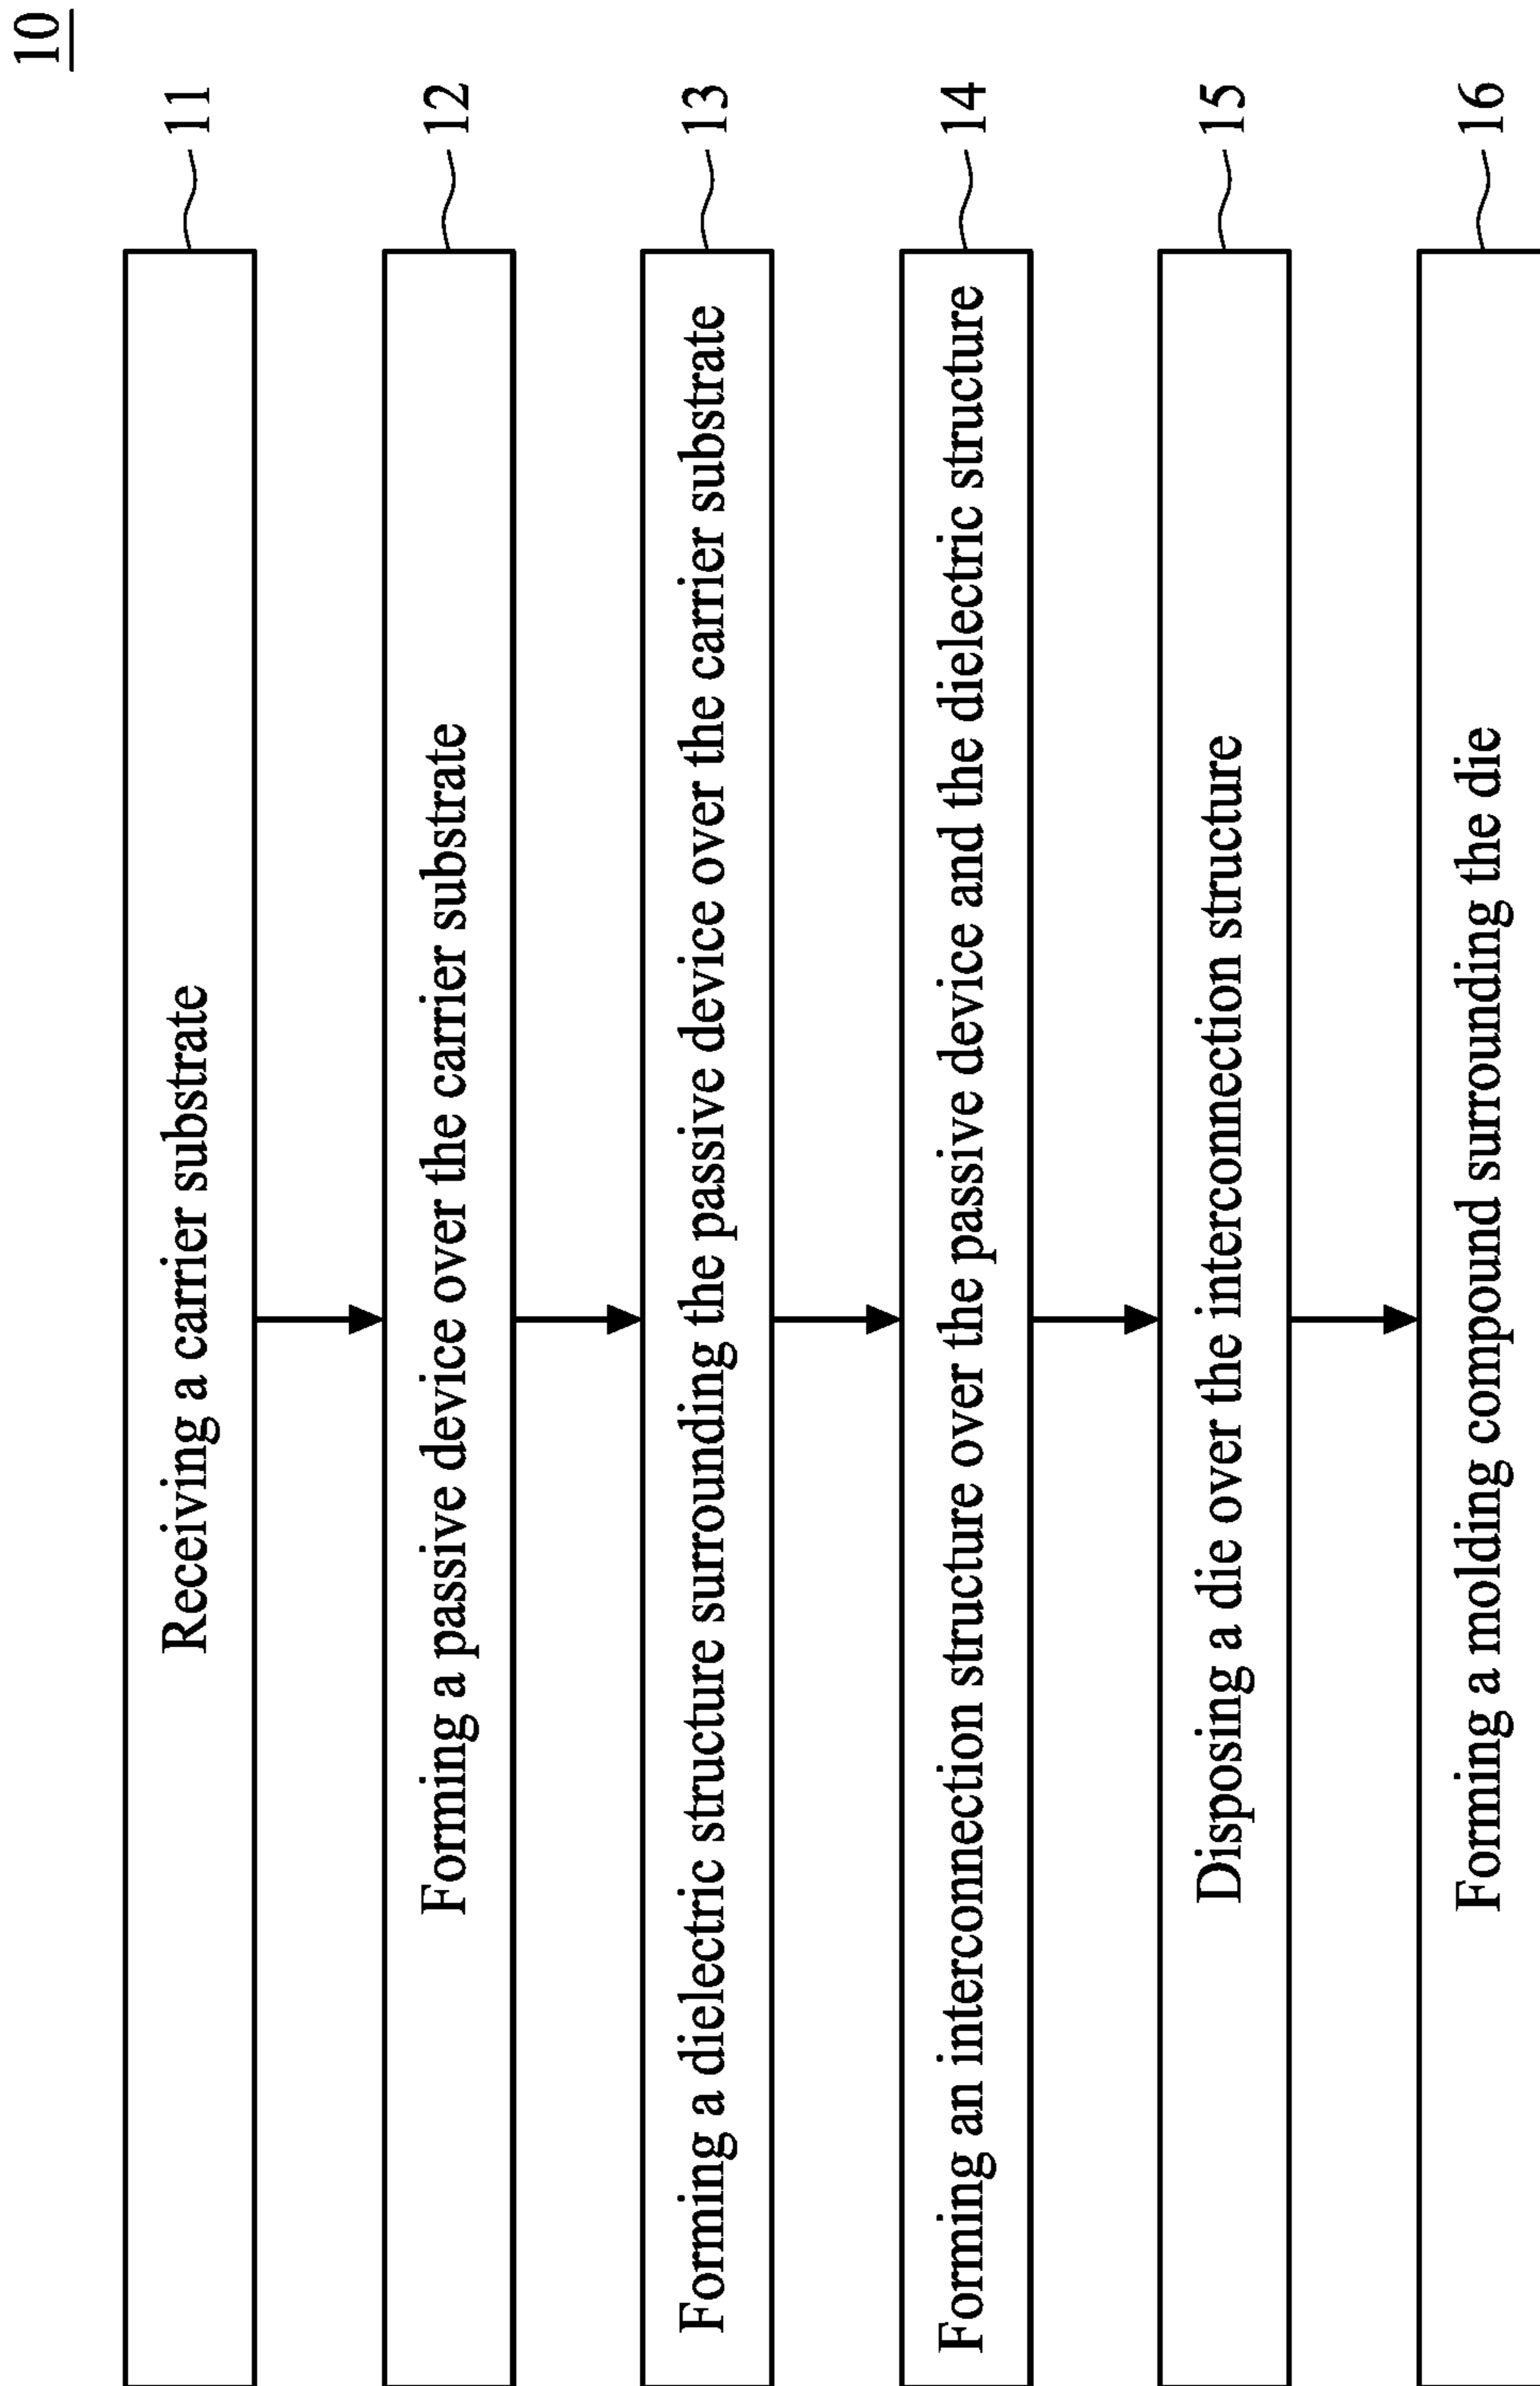 10
Receiving a carrier substrate
11
Forming a passive device over the carrier substrate
12
Forming a dielectric structure surrounding the passive device over the carrier substrate
13
Forming an interconnection structure over the passive device and the dielectric structure
14
Disposing a die over the interconnection structure
15
Forming a molding compound surrounding the die
16